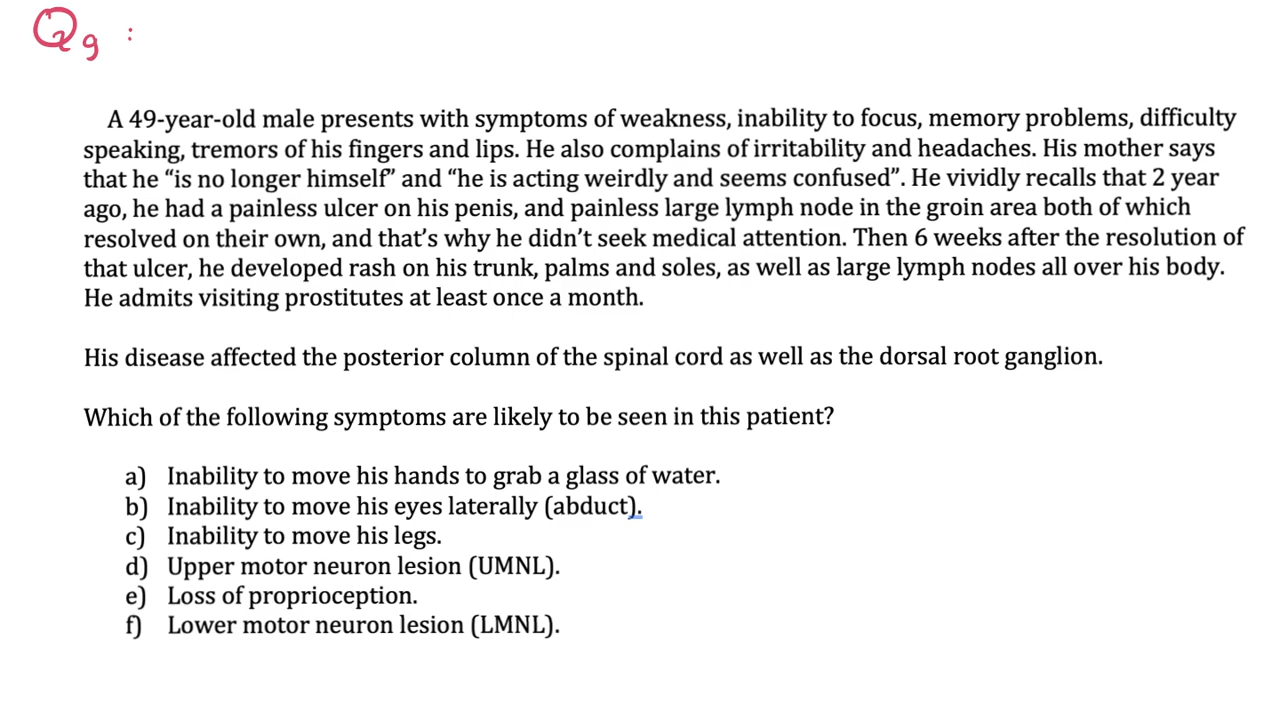 Q9 :
A 49-year-old male presents with symptoms of weakness, inability to focus, memory problems, difficulty
speaking, tremors of his fingers and lips. He also complains of irritability and headaches. His mother says
that he “is no longer himself” and “he is acting weirdly and seems confused”. He vividly recalls that 2 year
ago, he had a painless ulcer on his penis, and painless large lymph node in the groin area both of which
resolved on their own, and that’s why he didn’t seek medical attention. Then 6 weeks after the resolution of
that ulcer, he developed rash on his trunk, palms and soles, as well as large lymph nodes all over his body.
He admits visiting prostitutes at least once a month.
His disease affected the posterior column of the spinal cord as well as the dorsal root ganglion.
Which of the following symptoms are likely to be seen in this patient?
a) Inability to move his hands to grab a glass of water.
b) Inability to move his eyes laterally (abduct).
c) Inability to move his legs.
d) Upper motor neuron lesion (UMNL).
e) Loss of proprioception.
f) Lower motor neuron lesion (LMNL).